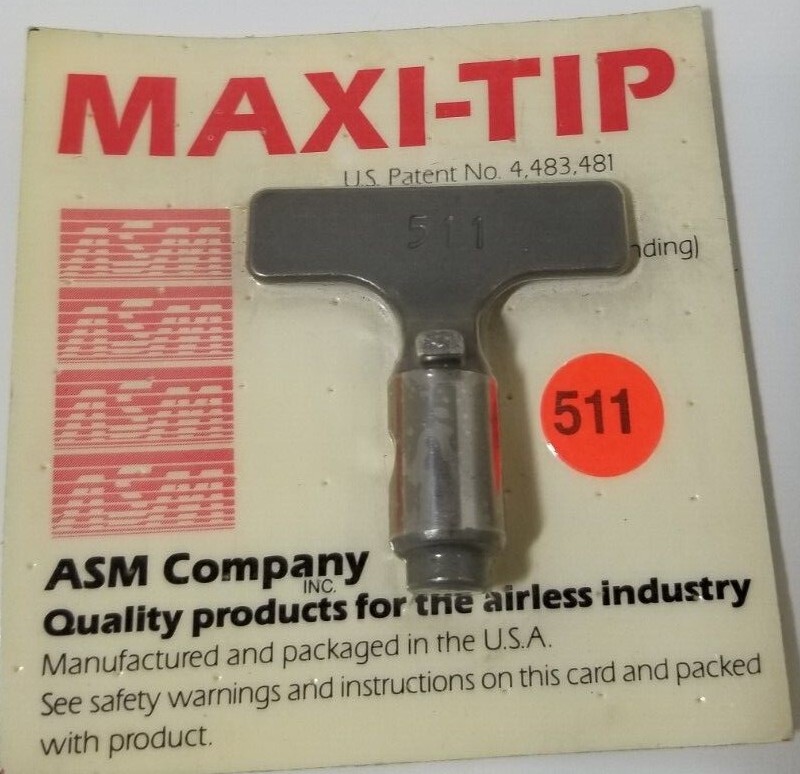 MAXI-TIP
U.S. Patent No. 4,483,481
511
nding)
ASM
ASM
ASM
ASM
511
ASM Company
INC.
Quality products for the airless industry
Manufactured and packaged in the U.S.A.
See safety warnings and instructions on this card and packed
with product.